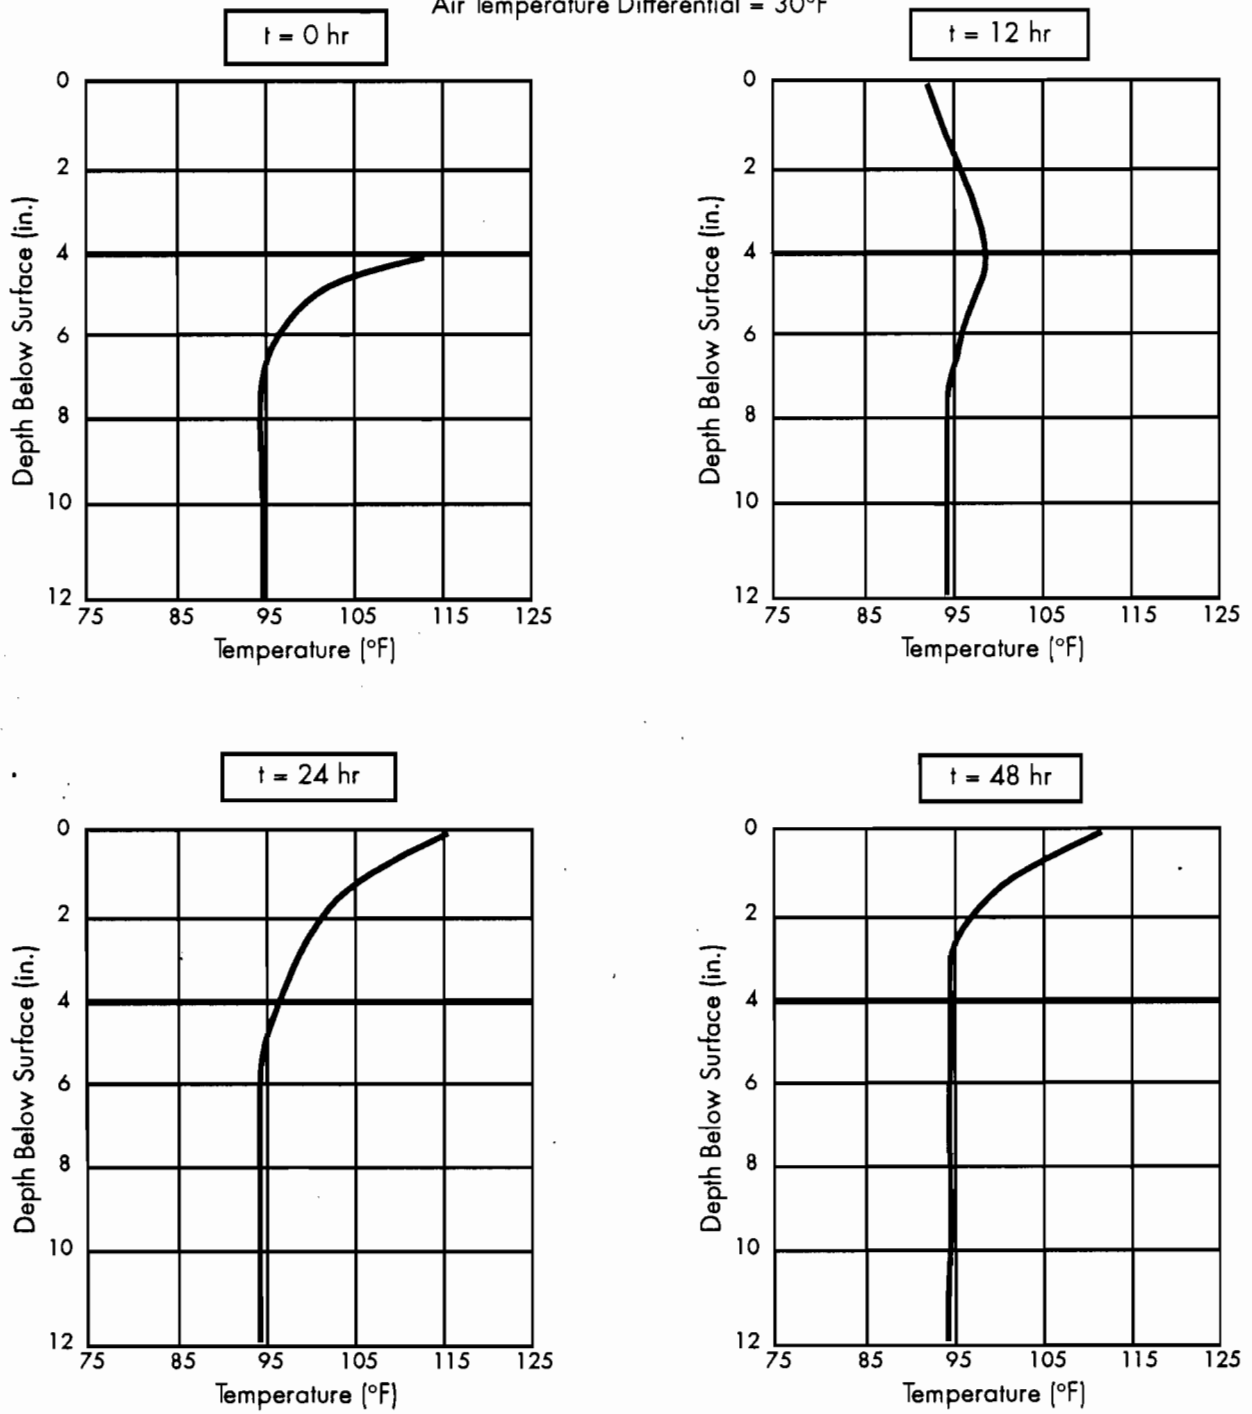 Air Temperature Differential = 30°F
t = 0 hr
0
2
4
6
8
10
12
75 85 95 105 115 125
Depth Below Surface (in.)
Temperature (°F)
t = 12 hr
0
2
4
6
8
10
12
75 85 95 105 115 125
Depth Below Surface (in.)
Temperature (°F)
t = 24 hr
0
2
4
6
8
10
12
75 85 95 105 115 125
Depth Below Surface (in.)
Temperature (°F)
t = 48 hr
0
2
4
6
8
10
12
75 85 95 105 115 125
Depth Below Surface (in.)
Temperature (°F)